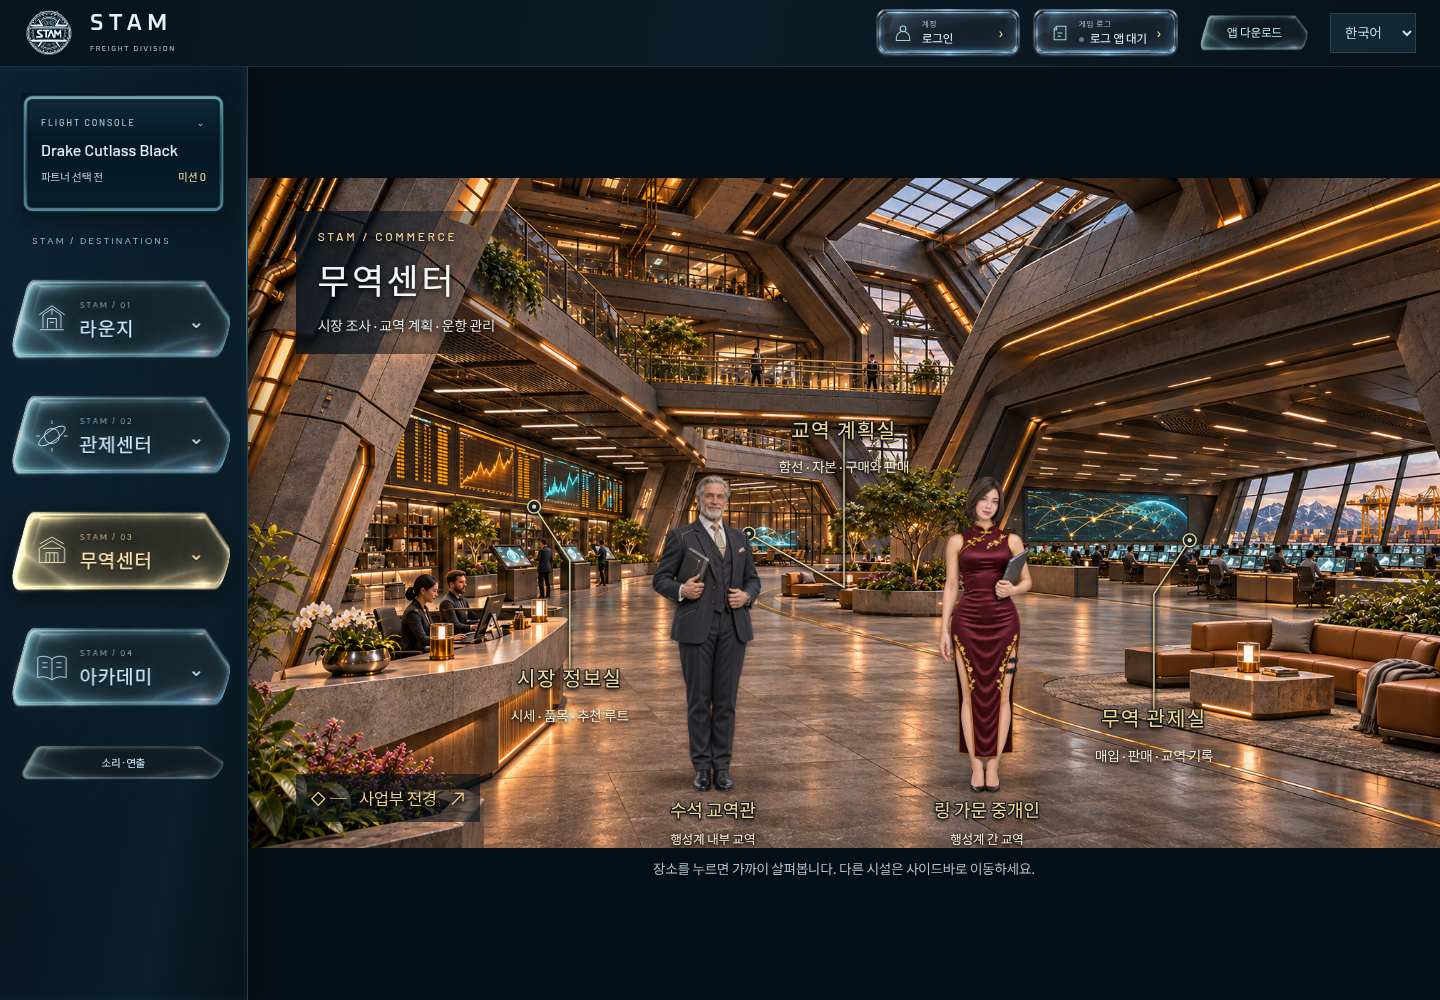 STAM
STAM
FREIGHT DIVISION
계정
로그인
게임 로그
로그 앱 대기
앱 다운로드
한국어
FLIGHT CONSOLE
Drake Cutlass Black
파트너 선택 전
미션 0
STAM / DESTINATIONS
STAM / 01
라운지
STAM / 02
관제센터
STAM / 03
무역센터
STAM / 04
아카데미
소리 · 연출
STAM / COMMERCE
무역센터
시장 조사 · 교역 계획 · 운항 관리
교역 계획실
함선 · 자본 · 구매와 판매
시장 정보실
시세 · 품목 · 추천 루트
무역 관제실
매입 · 판매 · 교역 기록
사업부 전경
수석 교역관
행성계 내부 교역
링 가문 중개인
행성계 간 교역
장소를 누르면 가까이 살펴봅니다. 다른 시설은 사이드바로 이동하세요.